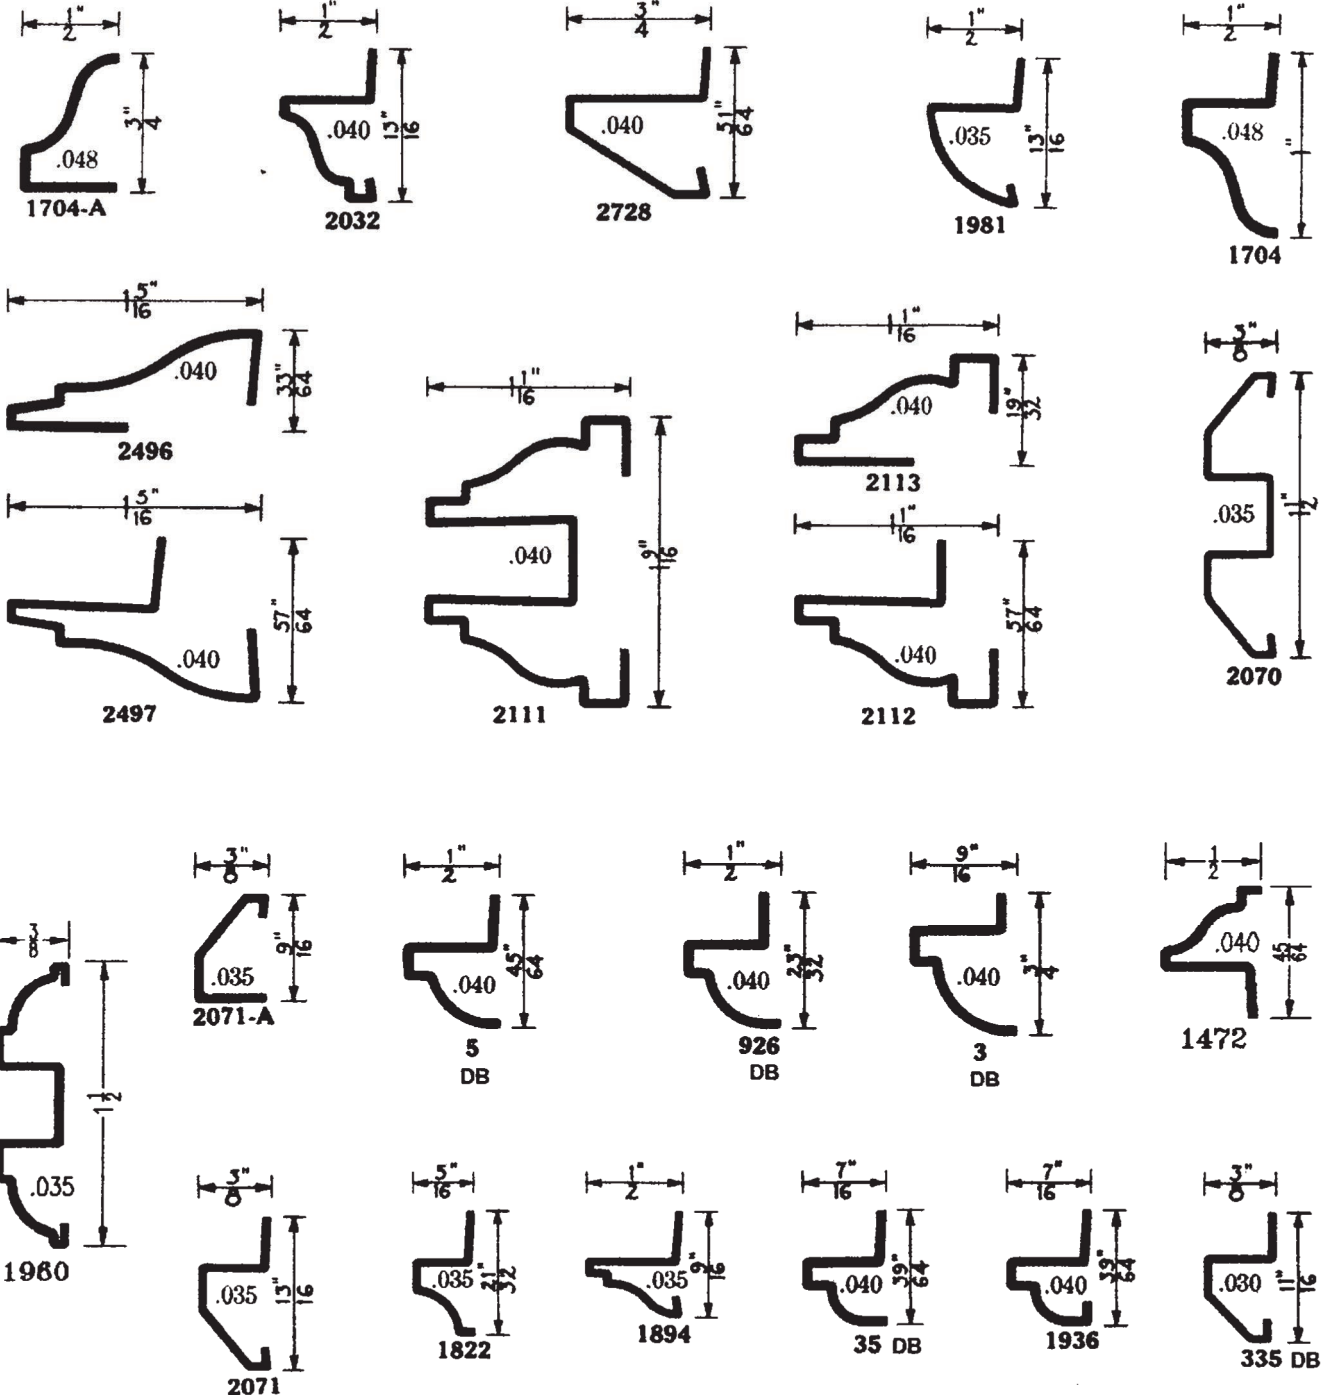 1/2" 1/2" 3/4" 1/2" 1/2"
.048 3/4" .040 13/16" .040 51/64" .035 13/16" .048 1"
1704-A 2032 2728 1981 1704
1 5/16" 1 1/16" 3/8"
.040 33/64" 1 1/16" .040 19/32"
2496 2113
1 5/16" .040 1 9/16" 1 1/16" .035 1 1/2"
.040 57/64" .040 57/64"
2497 2111 2112 2070
3/8" 1/2" 1/2" 9/16" 1/2
3/8 .035 9/16" .040 45/64" .040 23/32" .040 3/4" .040 45/64
2071-A 5 926 3 1472
DB DB DB
1 1/2
.035 3/8" 5/16" 1/2" 7/16" 7/16" 3/8"
1960 .035 13/16" .035 21/32" .035 9/16" .040 39/64" .040 39/64" .030 11/16"
1822 1894 35 DB 1936 335 DB
2071